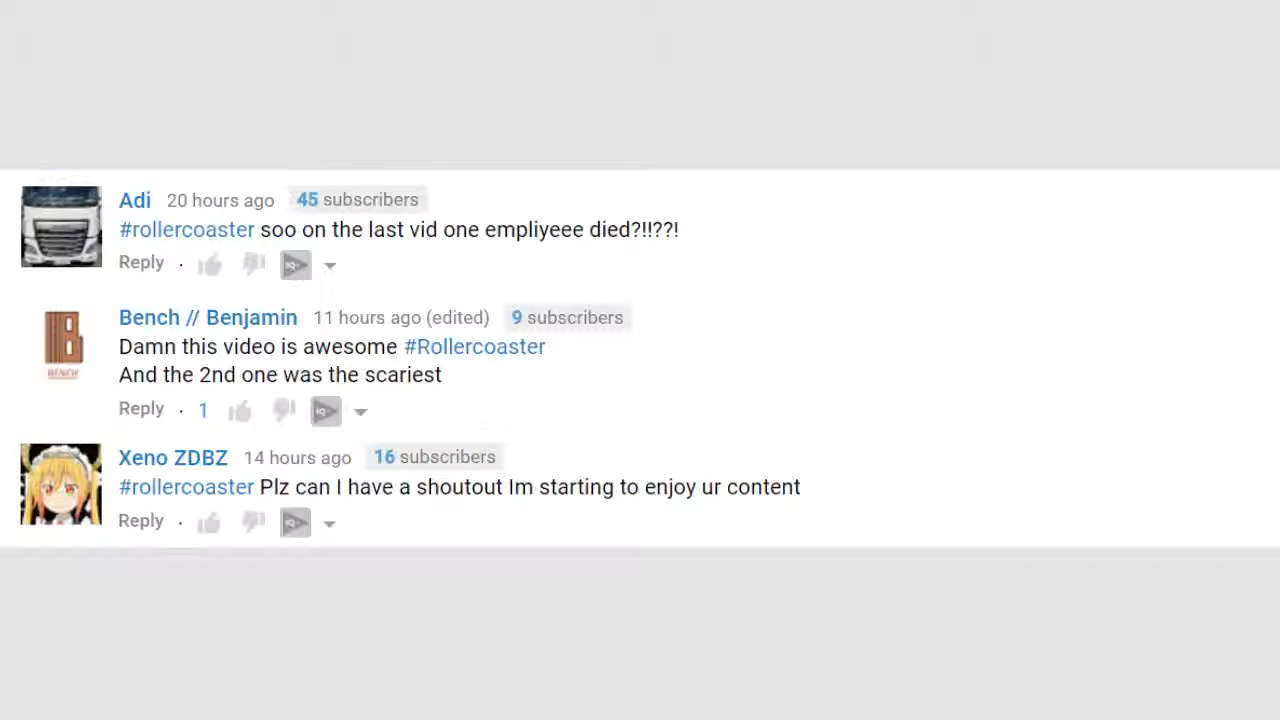 Adi 20 hours ago 45 subscribers
#rollercoaster soo on the last vid one empliyeee died?!!??!
Reply ·
Bench // Benjamin 11 hours ago (edited) 9 subscribers
Damn this video is awesome #Rollercoaster
And the 2nd one was the scariest
Reply · 1
Xeno ZDBZ 14 hours ago 16 subscribers
#rollercoaster Plz can I have a shoutout Im starting to enjoy ur content
Reply ·